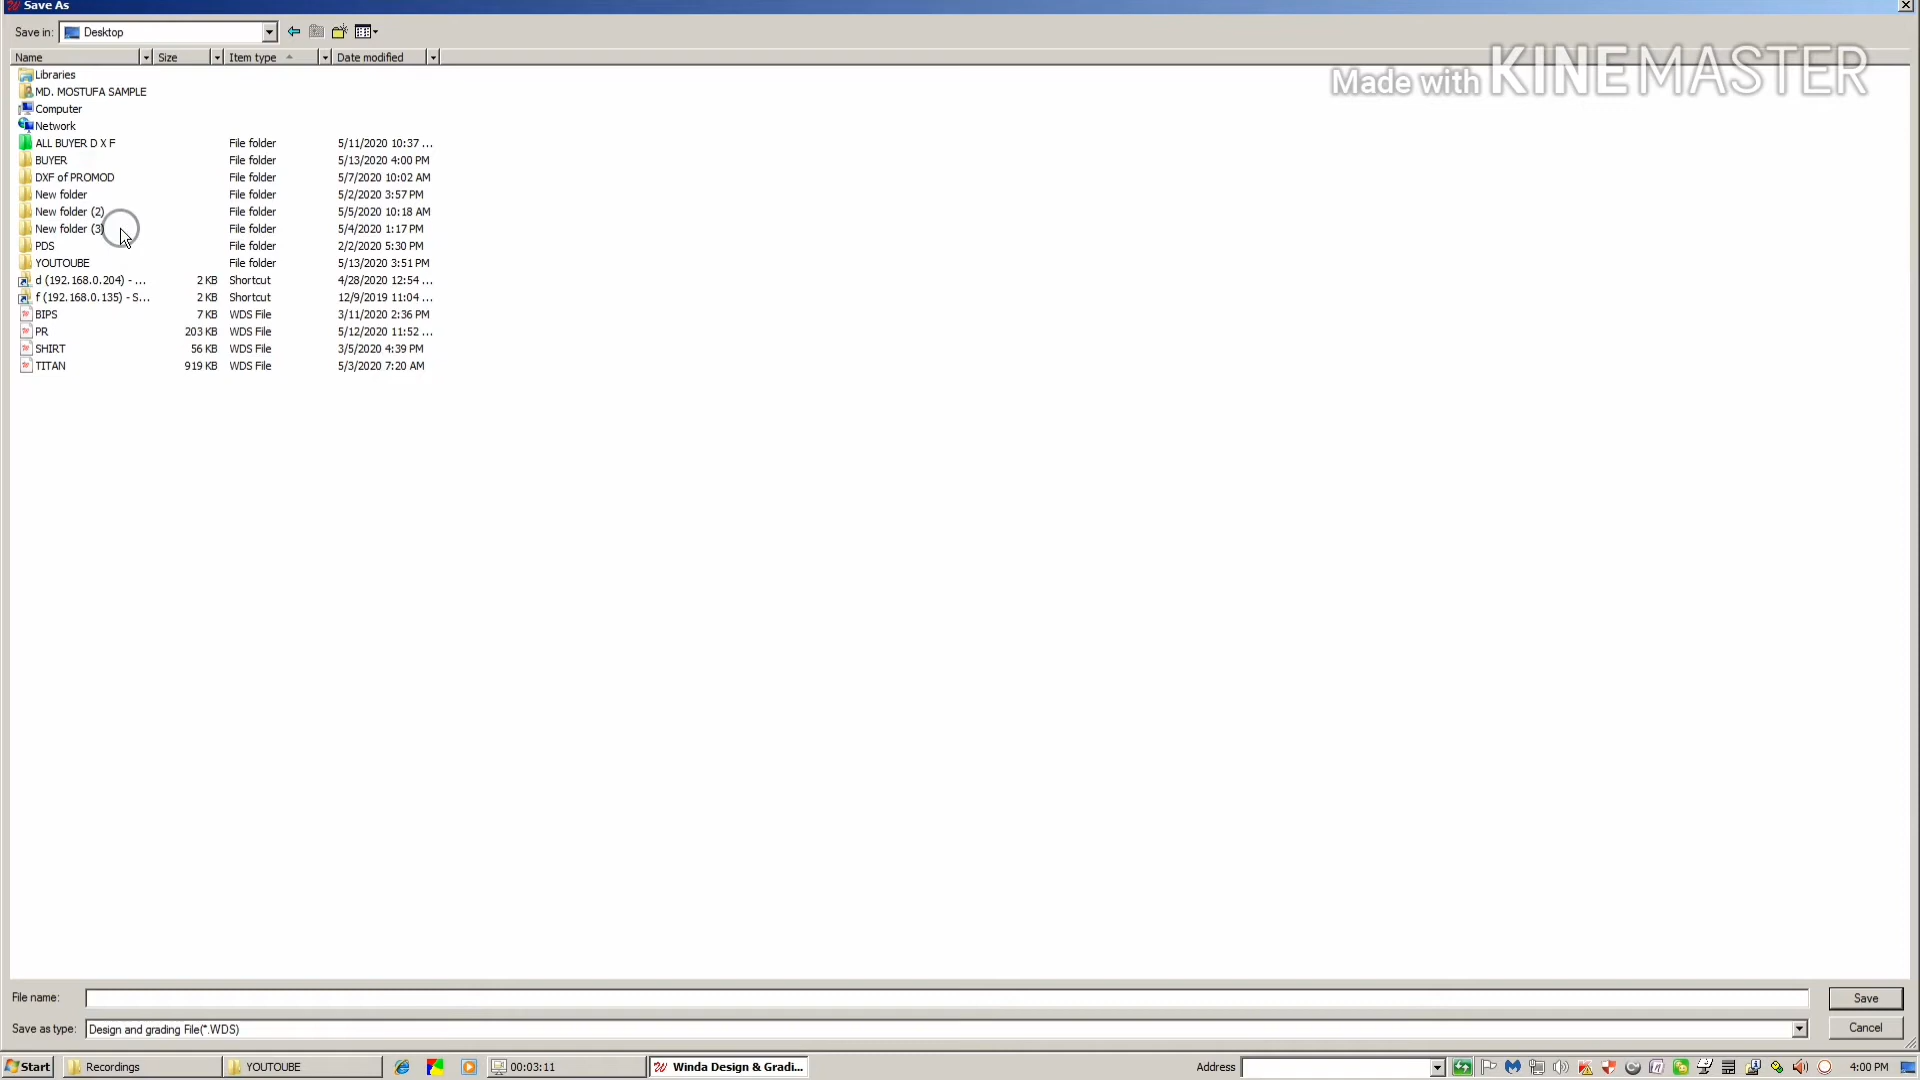 Save As
Save in: Desktop
Name Size Item type Date modified
Made with KINEMASTER
Libraries
MD. MOSTUFA SAMPLE
Computer
Network
ALL BUYER D X F File folder 5/11/2020 10:37 ...
BUYER File folder 5/13/2020 4:00 PM
DXF of PROMOD File folder 5/7/2020 10:02 AM
New folder File folder 5/2/2020 3:57 PM
New folder (2) File folder 5/5/2020 10:18 AM
New folder (3) File folder 5/4/2020 1:17 PM
PDS File folder 2/2/2020 5:30 PM
YOUTOUBE File folder 5/13/2020 3:51 PM
d (192.168.0.204) - ... 2 KB Shortcut 4/28/2020 12:54 ...
f (192.168.0.135) - S... 2 KB Shortcut 12/9/2019 11:04 ...
BIPS 7 KB WDS File 3/11/2020 2:36 PM
PR 203 KB WDS File 5/12/2020 11:52 ...
SHIRT 56 KB WDS File 3/5/2020 4:39 PM
TITAN 919 KB WDS File 5/3/2020 7:20 AM
File name: Save
Save as type: Design and grading File(*.WDS) Cancel
Start Recordings YOUTOUBE 00:03:11 Winda Design & Gradi... Address 4:00 PM